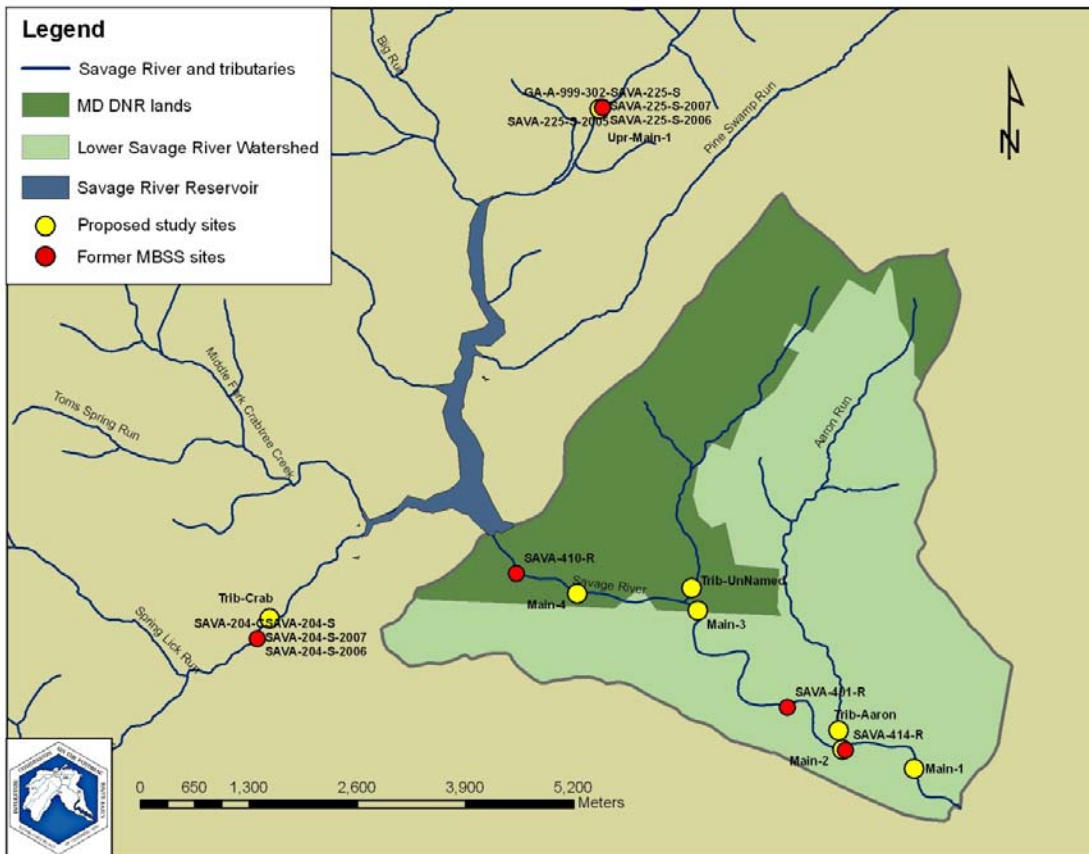 Legend
Savage River and tributaries
MD DNR lands
Lower Savage River Watershed
Savage River Reservoir
Proposed study sites
Former MBSS sites
Big Run
GA-A-999-302-SAVA-225-S
SAVA-225-S-2007
SAVA-225-S-2005
SAVA-225-S-2006
Upr-Main-1
Pine Swamp Run
N
Middle Fork Crabtree Creek
Toms Spring Run
Aaron Run
SAVA-410-R
Savage River
Trib-UnNamed
Main-4
Main-3
Trib-Crab
SAVA-204-C SAVA-204-S
SAVA-204-S-2007
SAVA-204-S-2006
Spring Lick Run
SAVA-401-R
Trib-Aaron
SAVA-414-R
Main-2
Main-1
0 650 1,300 2,600 3,900 5,200
Meters